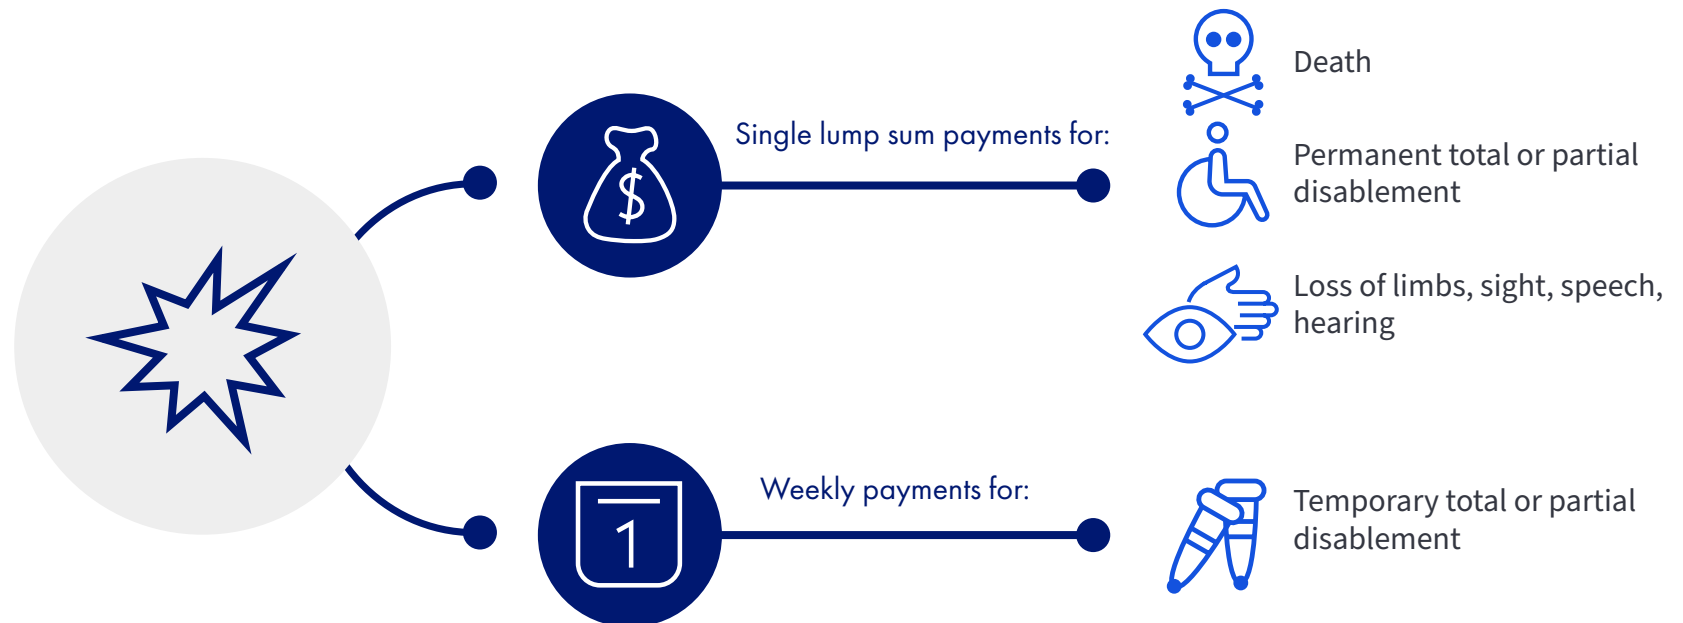 Single lump sum payments for:
$
Death
Permanent total or partial
disablement
Loss of limbs, sight, speech,
hearing
Weekly payments for:
1
Temporary total or partial
disablement